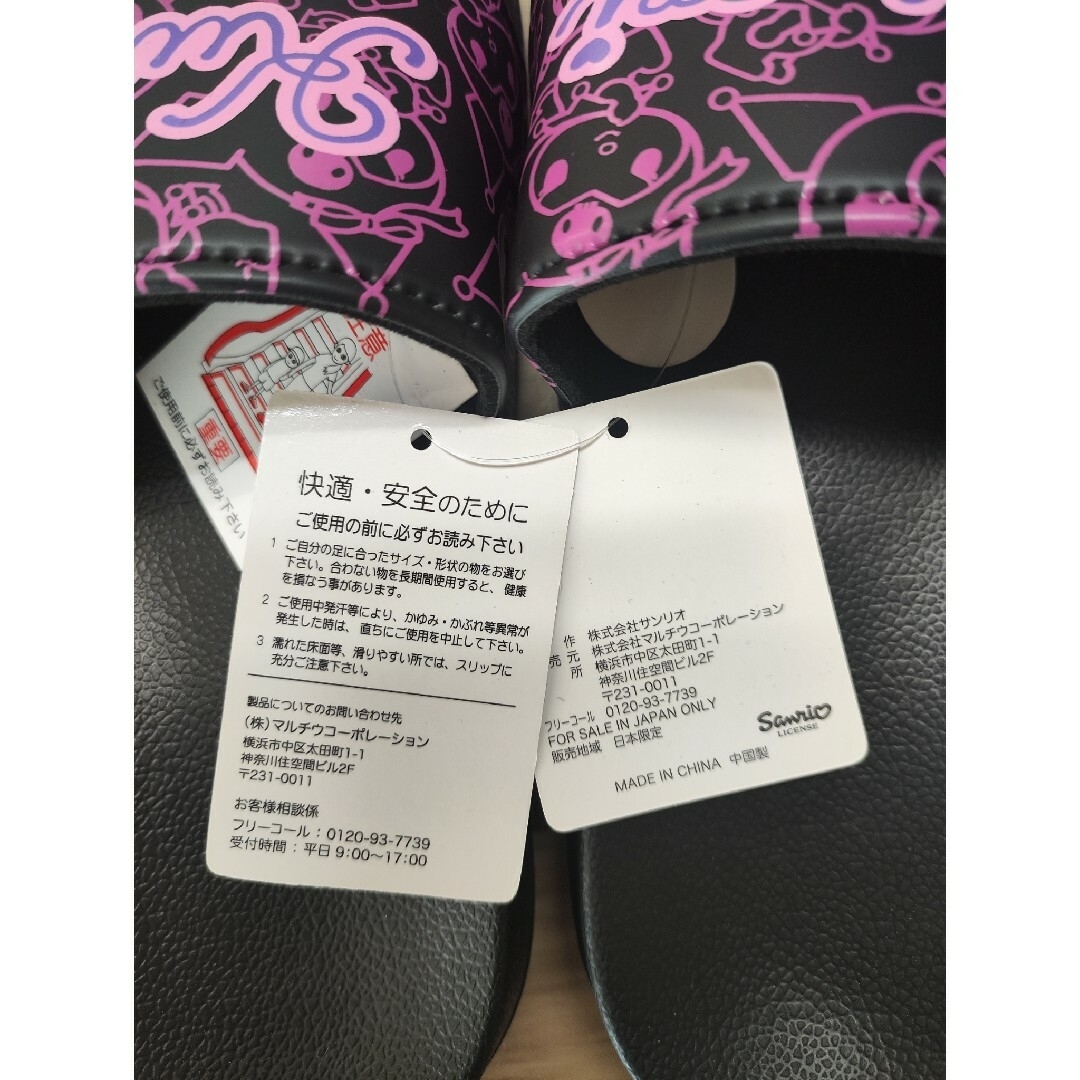 Ku
注意
重要
ご使用前に必ずお読み下さい
快適・安全のために
ご使用の前に必ずお読み下さい
1 ご自分の足に合ったサイズ・形状の物をお選び
下さい。合わない物を長期間使用すると、健康
を損なう事があります。
2 ご使用中発汗等により、かゆみ・かぶれ等異常が
発生した時は、直ちにご使用を中止して下さい。
3 濡れた床面等、滑りやすい所では、スリップに
充分ご注意下さい。
製品についてのお問い合わせ先
(株)マルチウコーポレーション
横浜市中区太田町1-1
神奈川住空間ビル2F
〒231-0011
お客様相談係
フリーコール:0120-93-7739
受付時間:平日 9:00〜17:00
作 株式会社サンリオ
売元 株式会社マルチウコーポレーション
所 横浜市中区太田町1-1
神奈川住空間ビル2F
〒231-0011
フリーコール 0120-93-7739
FOR SALE IN JAPAN ONLY
販売地域 日本限定
Sanrio
LICENSE
MADE IN CHINA 中国製